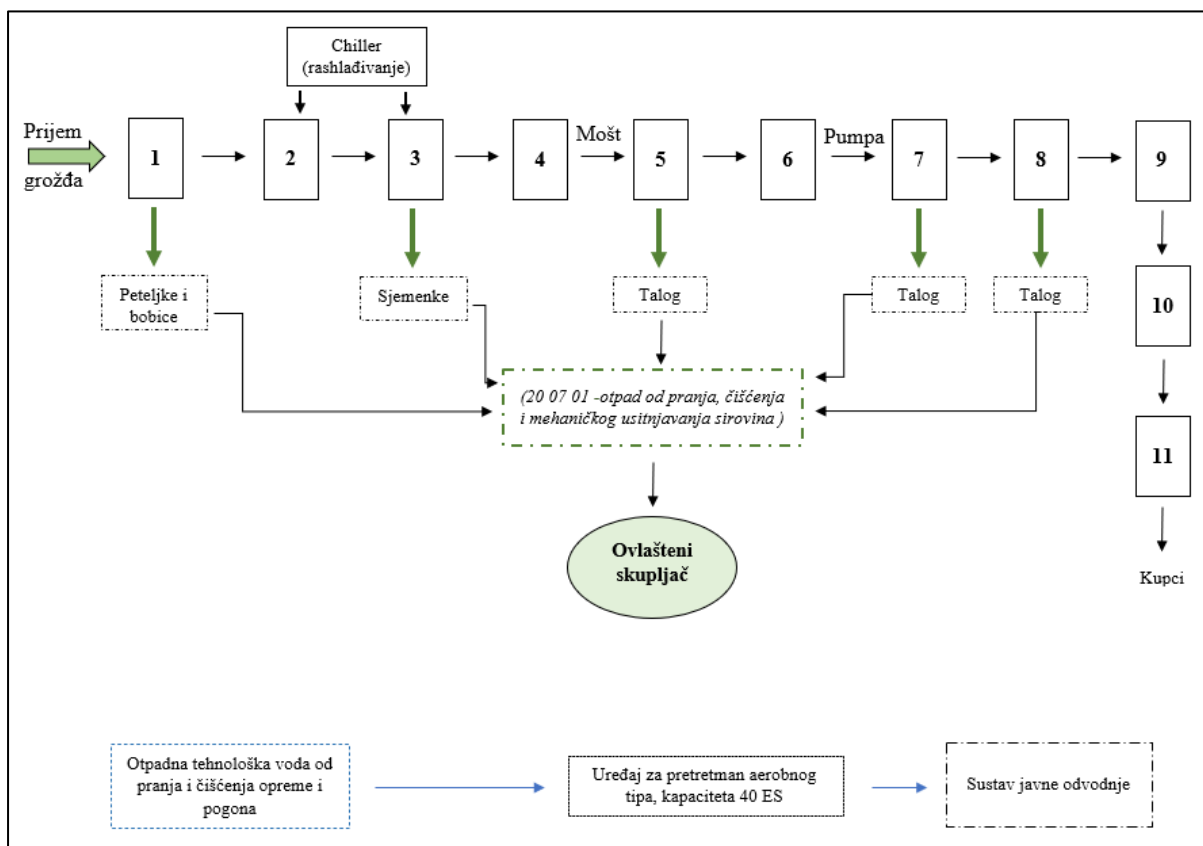 Chiller
(rashlađivanje)
Prijem
grožđa
1
2
3
4
Mošt
5
6
Pumpa
7
8
9
Peteljke i
bobice
Sjemenke
Talog
Talog
Talog
10
(20 07 01 -otpad od pranja, čišćenja
i mehaničkog usitnjavanja sirovina )
11
Ovlašteni
skupljač
Kupci
Otpadna tehnološka voda od
pranja i čišćenja opreme i
pogona
Uređaj za pretretman aerobnog
tipa, kapaciteta 40 ES
Sustav javne odvodnje